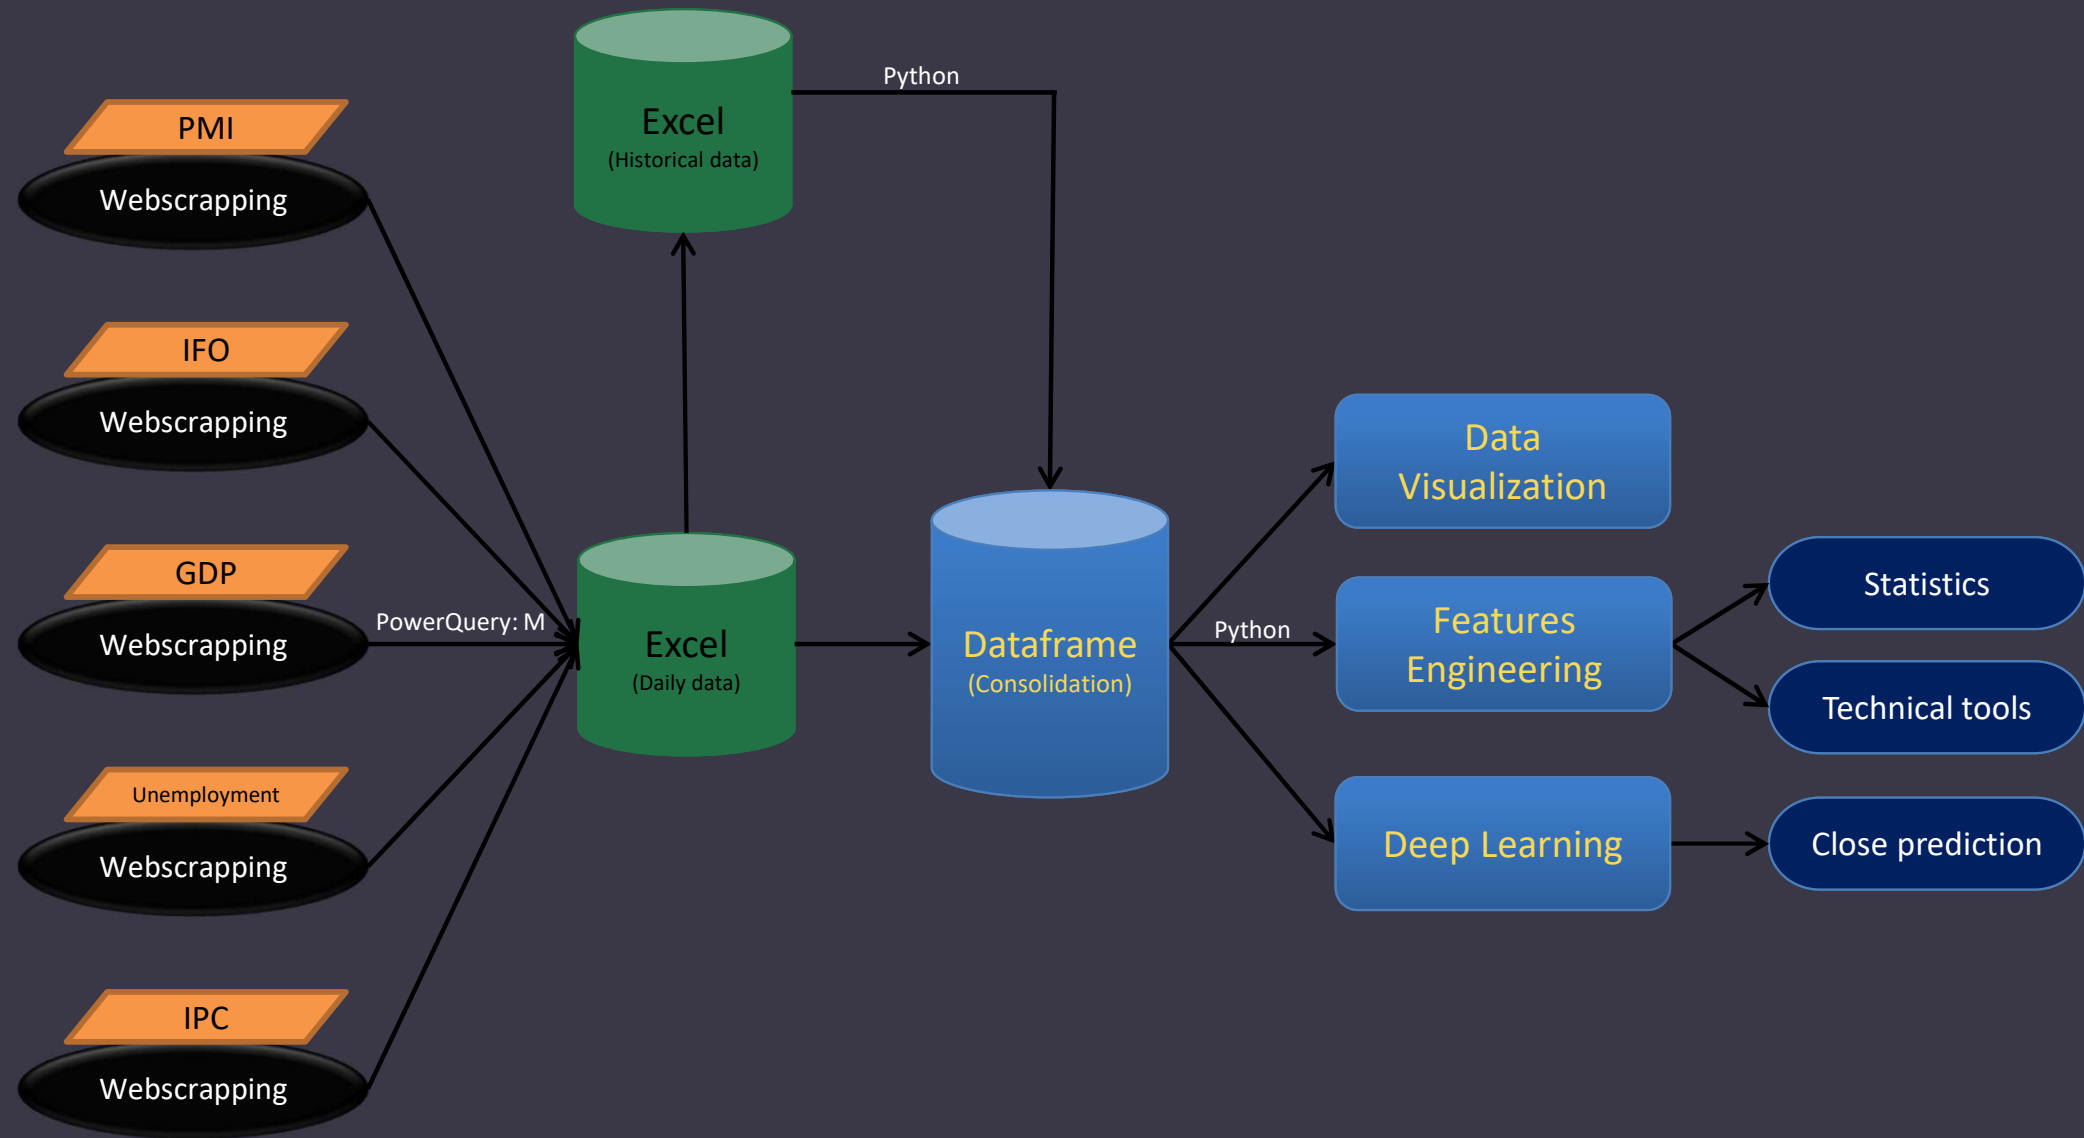 PMI
Webscrapping
IFO
Webscrapping
GDP
Webscrapping
Unemployment
Webscrapping
IPC
Webscrapping
PowerQuery: M
Excel
(Historical data)
Python
Excel
(Daily data)
Dataframe
(Consolidation)
Python
Data
Visualization
Features
Engineering
Deep Learning
Statistics
Technical tools
Close prediction